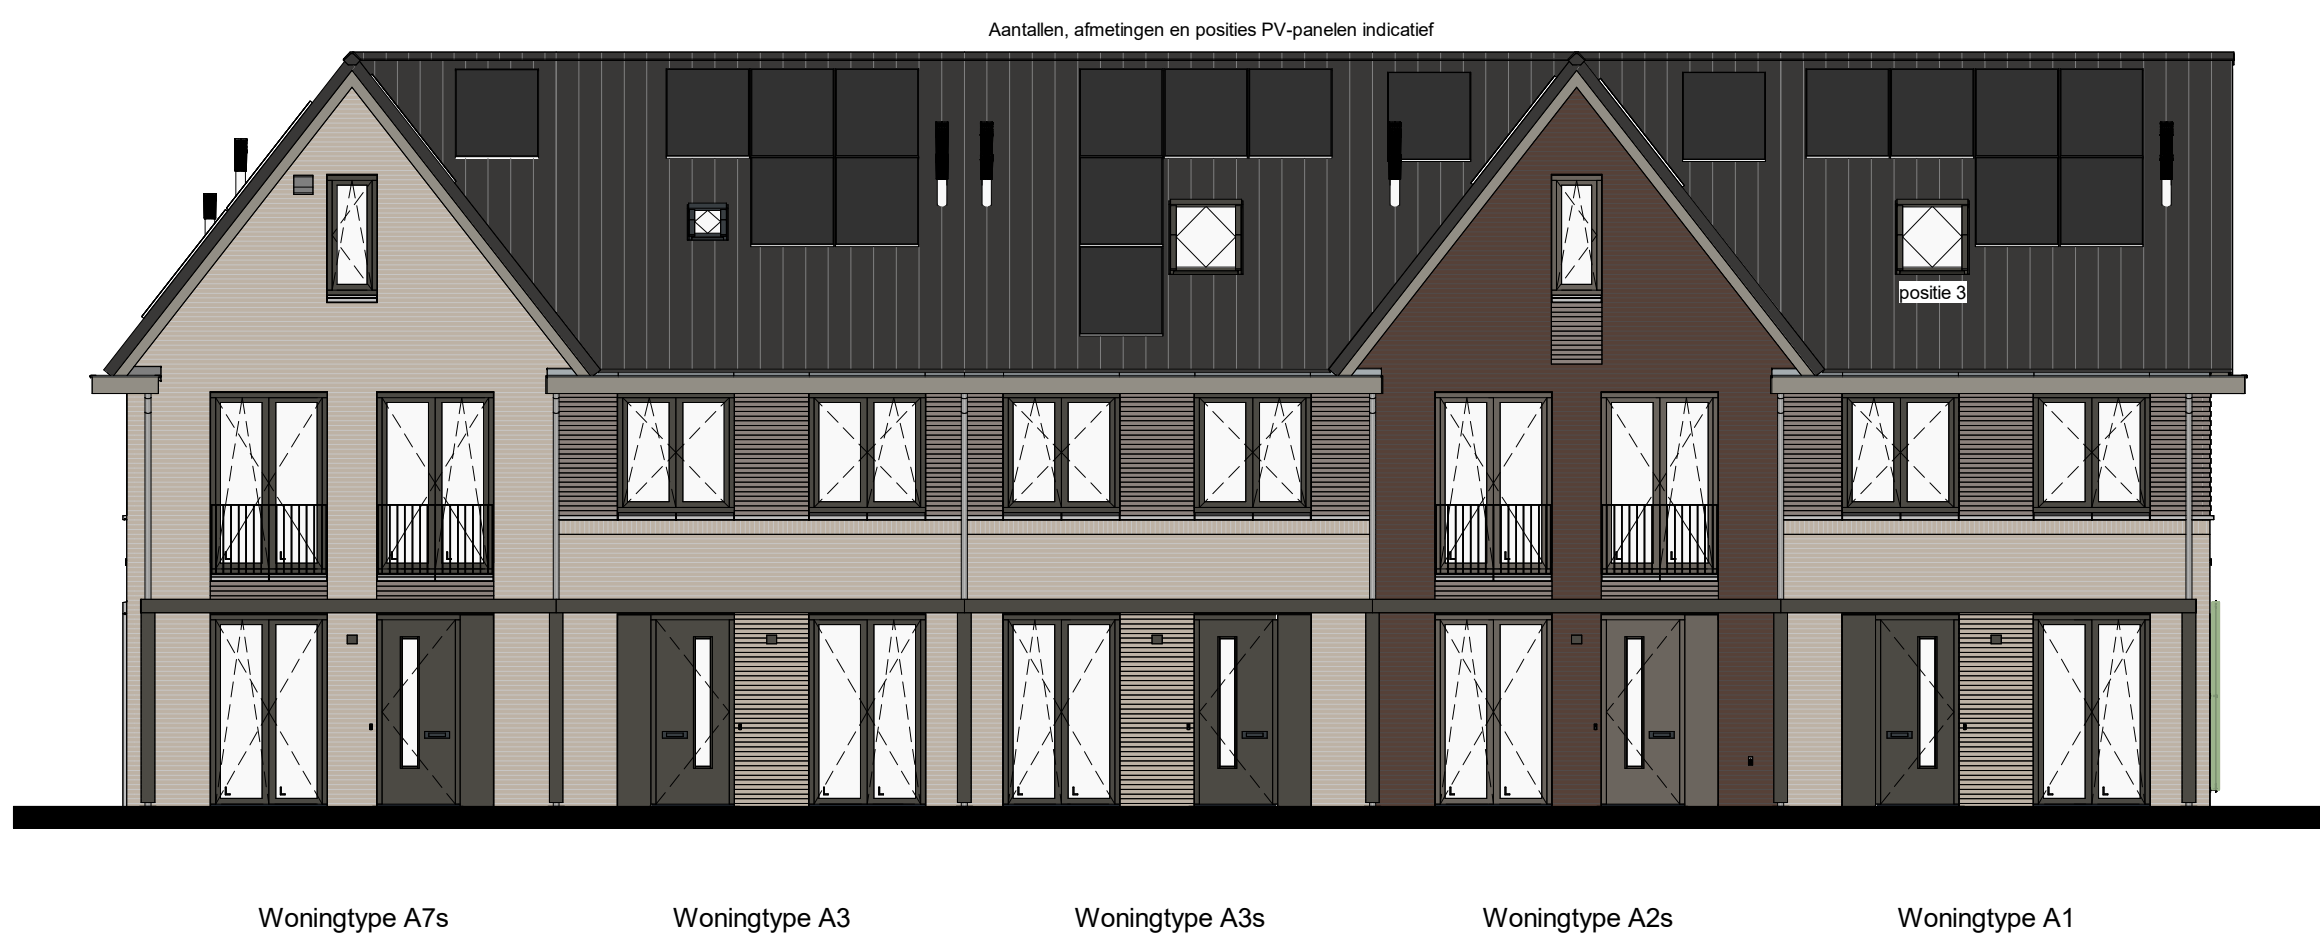 Aantallen, afmetingen en posities PV-panelen indicatief
positie 3
L L L L L L L L
L L L L L L L L L L
Woningtype A7s Woningtype A3 Woningtype A3s Woningtype A2s Woningtype A1